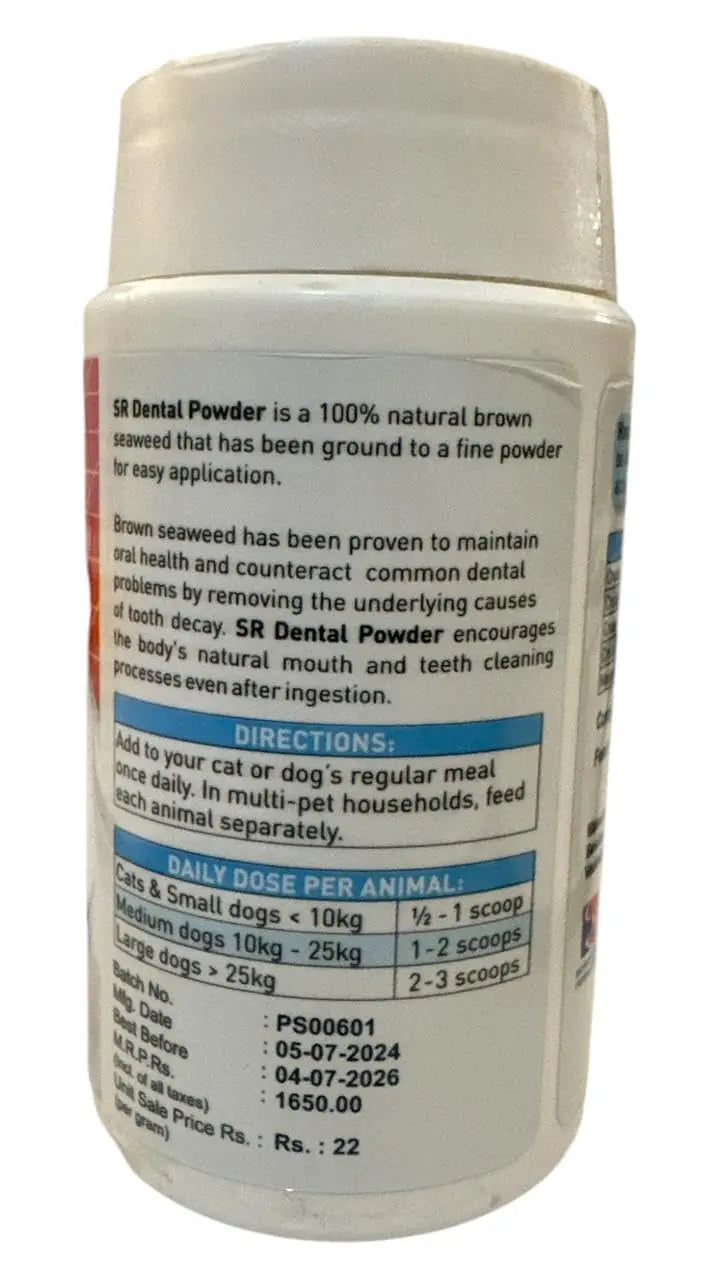 SR Dental Powder is a 100% natural brown
seaweed that has been ground to a fine powder
for easy application.
Brown seaweed has been proven to maintain
oral health and counteract common dental
problems by removing the underlying causes
of tooth decay. SR Dental Powder encourages
the body's natural mouth and teeth cleaning
processes even after ingestion.
DIRECTIONS:
Add to your cat or dog's regular meal
once daily. In multi-pet households, feed
each animal separately.
DAILY DOSE PER ANIMAL:
Cats & Small dogs < 10kg ½ - 1 scoop
Medium dogs 10kg - 25kg 1-2 scoops
Large dogs > 25kg 2-3 scoops
Batch No. : PS00601
Mfg. Date : 05-07-2024
Best Before : 04-07-2026
M.R.P.Rs. : 1650.00
(incl. of all taxes)
Unit Sale Price Rs. : Rs. : 22
(per gram)